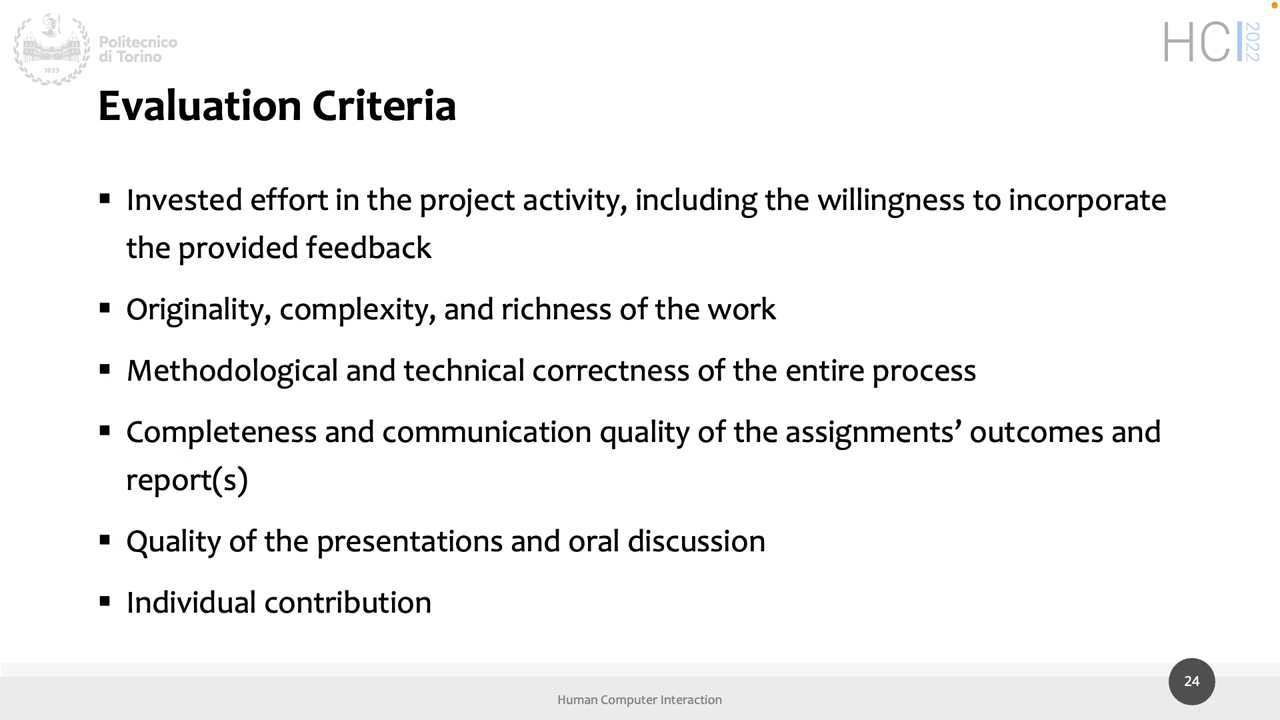 Politecnico
di Torino
1859
HCI 2022
Evaluation Criteria
▪ Invested effort in the project activity, including the willingness to incorporate
the provided feedback
▪ Originality, complexity, and richness of the work
▪ Methodological and technical correctness of the entire process
▪ Completeness and communication quality of the assignments’ outcomes and
report(s)
▪ Quality of the presentations and oral discussion
▪ Individual contribution
Human Computer Interaction
24